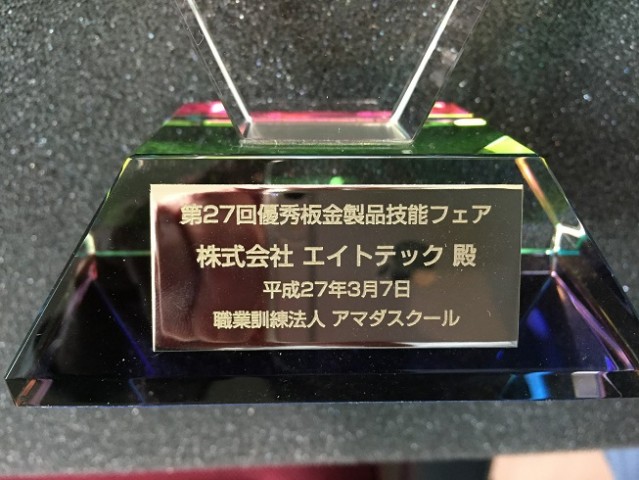 第27回優秀板金製品技能フェア
株式会社 エイトテック 殿
平成27年3月7日
職業訓練法人 アマダスクール